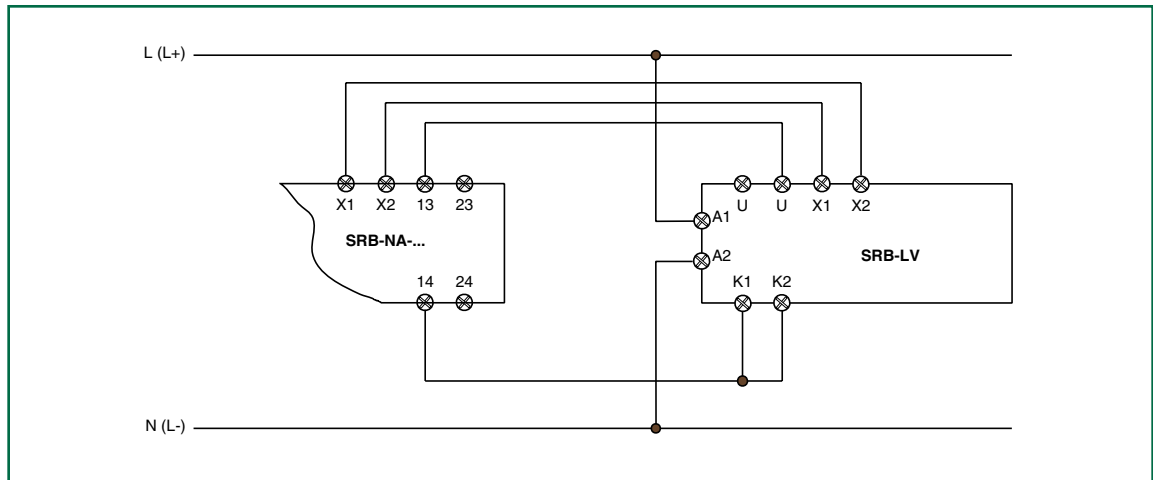 L (L+)
X1 X2 13 23
SRB-NA-...
14 24
A1
U U X1 X2
A2
SRB-LV
K1 K2
N (L-)